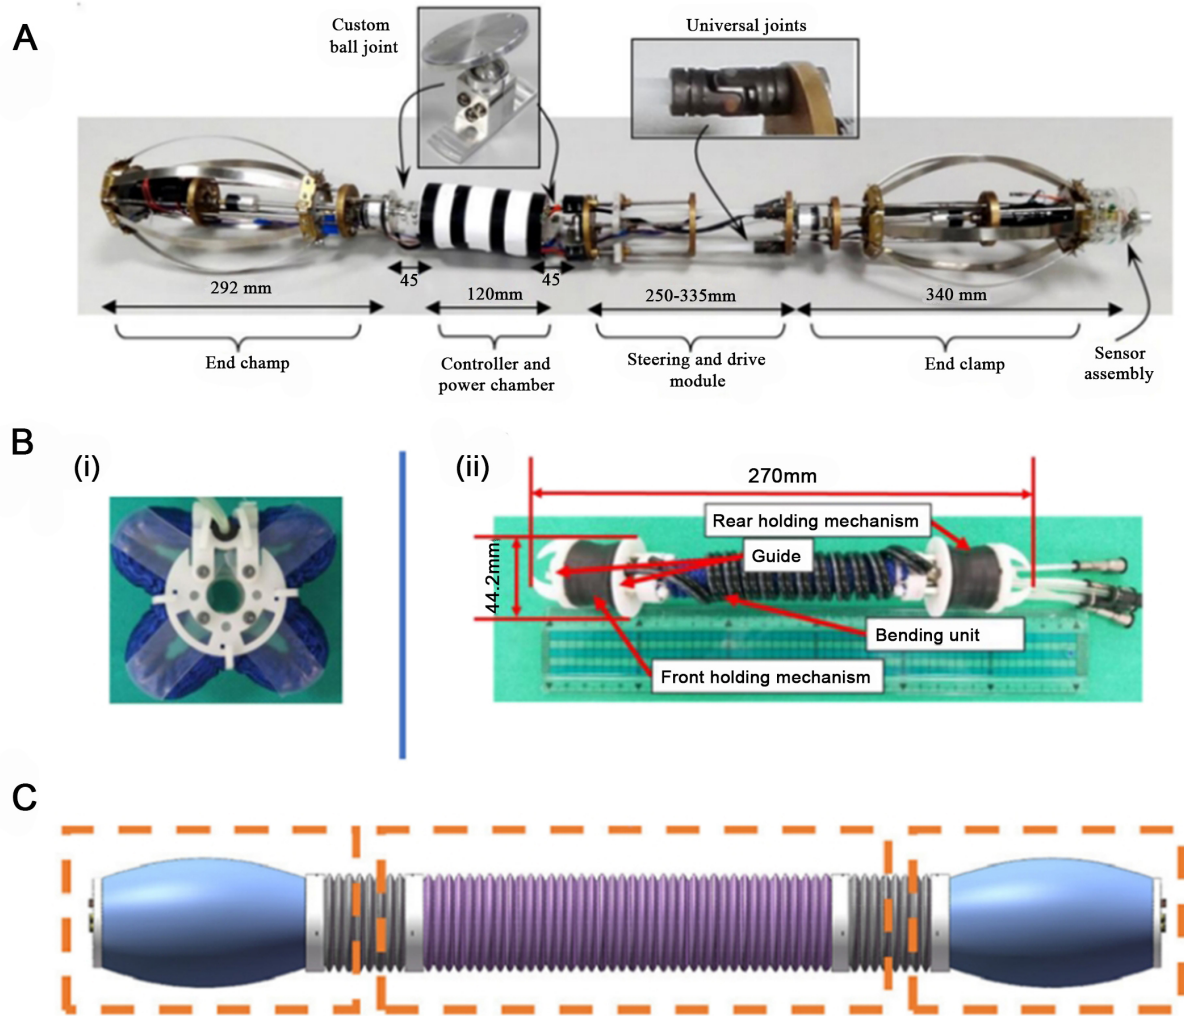 A
Custom
ball joint
Universal joints
292 mm
45
120mm
45
250-335mm
340 mm
End champ
Controller and
power chamber
Steering and drive
module
End clamp
Sensor
assembly
B
(i)
(ii)
270mm
Rear holding mechanism
Guide
44.2mm
Bending unit
Front holding mechanism
C